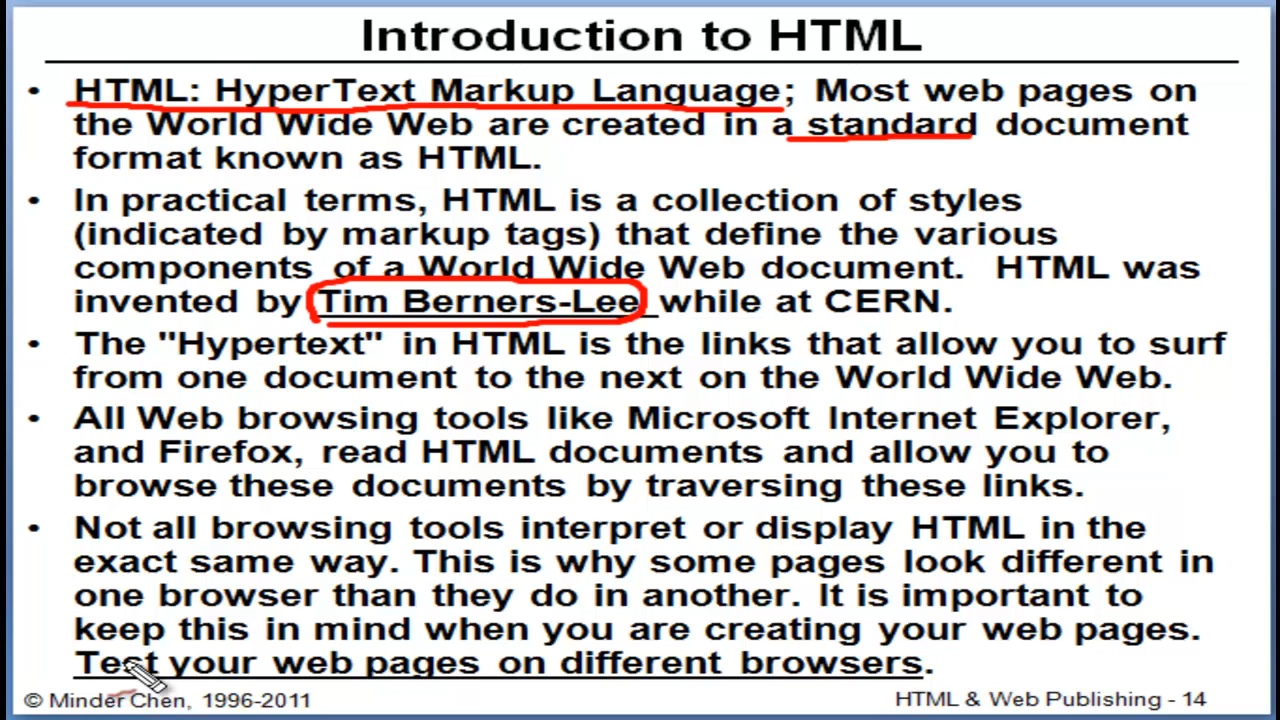 Introduction to HTML
• HTML: HyperText Markup Language; Most web pages on
the World Wide Web are created in a standard document
format known as HTML.
• In practical terms, HTML is a collection of styles
(indicated by markup tags) that define the various
components of a World Wide Web document. HTML was
invented by Tim Berners-Lee while at CERN.
• The "Hypertext" in HTML is the links that allow you to surf
from one document to the next on the World Wide Web.
• All Web browsing tools like Microsoft Internet Explorer,
and Firefox, read HTML documents and allow you to
browse these documents by traversing these links.
• Not all browsing tools interpret or display HTML in the
exact same way. This is why some pages look different in
one browser than they do in another. It is important to
keep this in mind when you are creating your web pages.
Test your web pages on different browsers.
© Minder Chen, 1996-2011
HTML & Web Publishing - 14